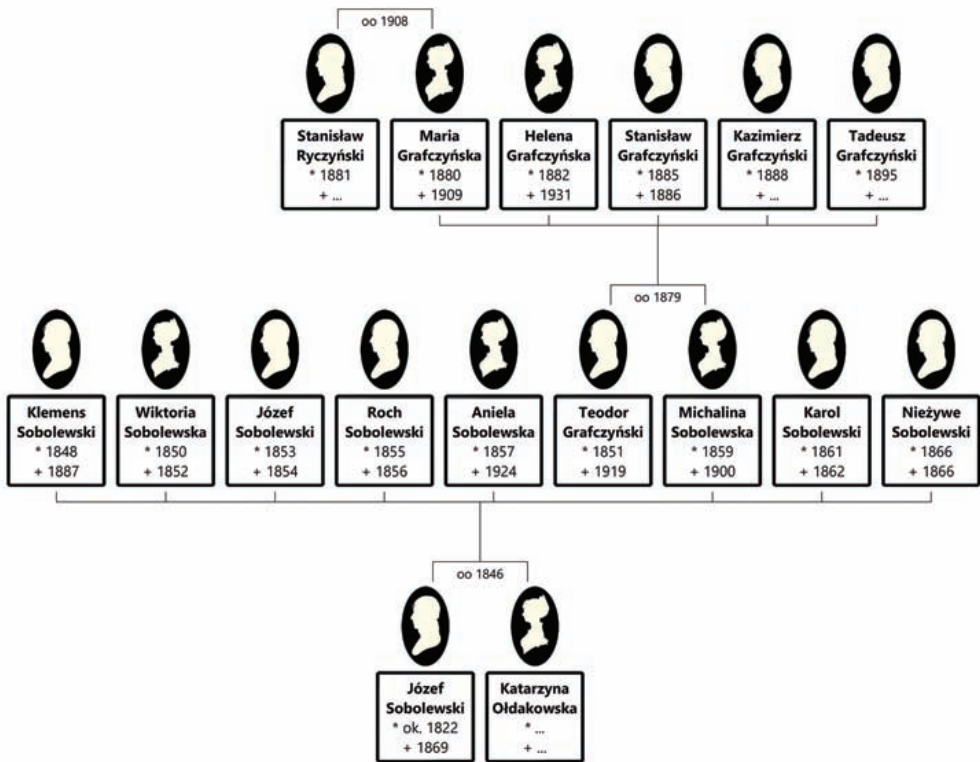 oo 1908
Stanisław
Ryczyński
* 1881
+ ...
Maria
Grafczyńska
* 1880
+ 1909
Helena
Grafczyńska
* 1882
+ 1931
Stanisław
Grafczyński
* 1885
+ 1886
Kazimierz
Grafczyński
* 1888
+ ...
Tadeusz
Grafczyński
* 1895
+ ...
oo 1879
Klemens
Sobolewski
* 1848
+ 1887
Wiktoria
Sobolewska
* 1850
+ 1852
Józef
Sobolewski
* 1853
+ 1854
Roch
Sobolewski
* 1855
+ 1856
Aniela
Sobolewska
* 1857
+ 1924
Teodor
Grafczyński
* 1851
+ 1919
Michalina
Sobolewska
* 1859
+ 1900
Karol
Sobolewski
* 1861
+ 1862
Nieżywe
Sobolewski
* 1866
+ 1866
oo 1846
Józef
Sobolewski
* ok. 1822
+ 1869
Katarzyna
Ołdakowska
* ...
+ ...